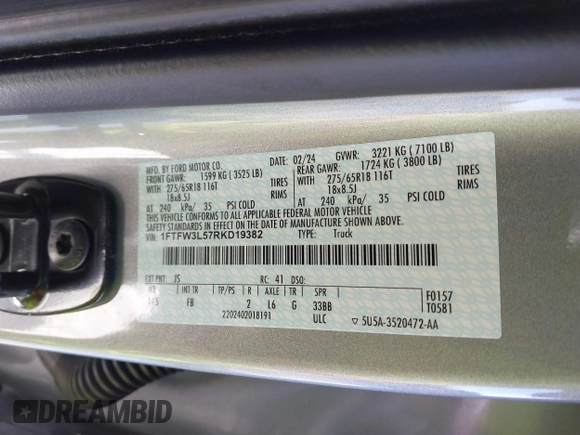 MFD. BY FORD MOTOR CO.
02/24 GVWR: 3221 KG ( 7100 LB)
FRONT GAWR: 1599 KG ( 3525 LB)
REAR GAWR: 1724 KG ( 3800 LB)
WITH 275/65R18 116T TIRES
WITH 275/65R18 116T TIRES
18x8.5J RIMS
18x8.5J RIMS
AT 240 kPa/ 35 PSI COLD
AT 240 kPa/ 35 PSI COLD
THIS VEHICLE CONFORMS TO ALL APPLICABLE FEDERAL MOTOR VEHICLE
SAFETY STANDARDS IN EFFECT ON THE DATE OF MANUFACTURE SHOWN ABOVE.
VIN: 1FTFW3L57RKD19382 TYPE: Truck
EXT PNT: JS RC: 41 DSO:
WB INT TR TP/PS R AXLE TR SPR
145 FB 2 L6 G 33BB
ULC
2202402018191
F0157
T0581
▽ 5U5A-3520472-AA
DREAMBID